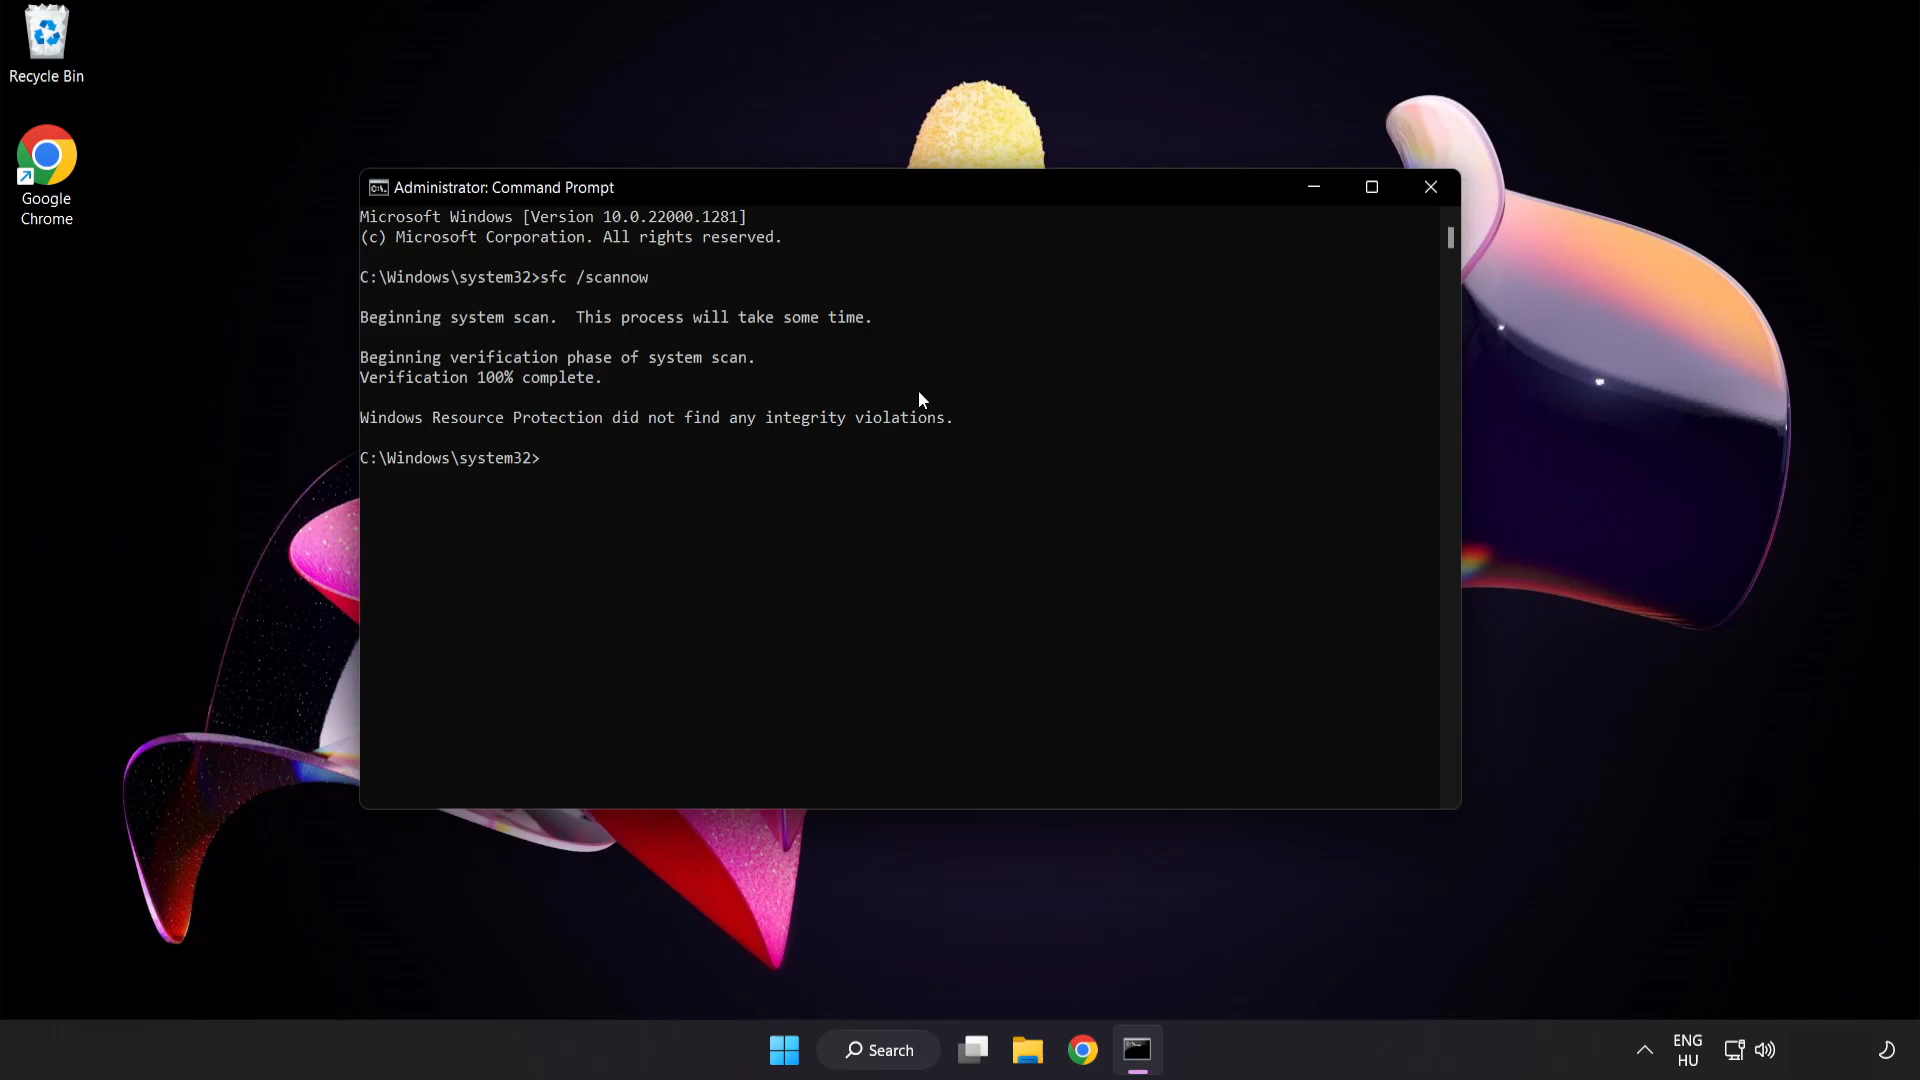 Recycle Bin
Google
Chrome
Administrator: Command Prompt
Microsoft Windows [Version 10.0.22000.1281]
(c) Microsoft Corporation. All rights reserved.
C:\Windows\system32>sfc /scannow
Beginning system scan.  This process will take some time.
Beginning verification phase of system scan.
Verification 100% complete.
Windows Resource Protection did not find any integrity violations.
C:\Windows\system32>
Search
ENG
HU